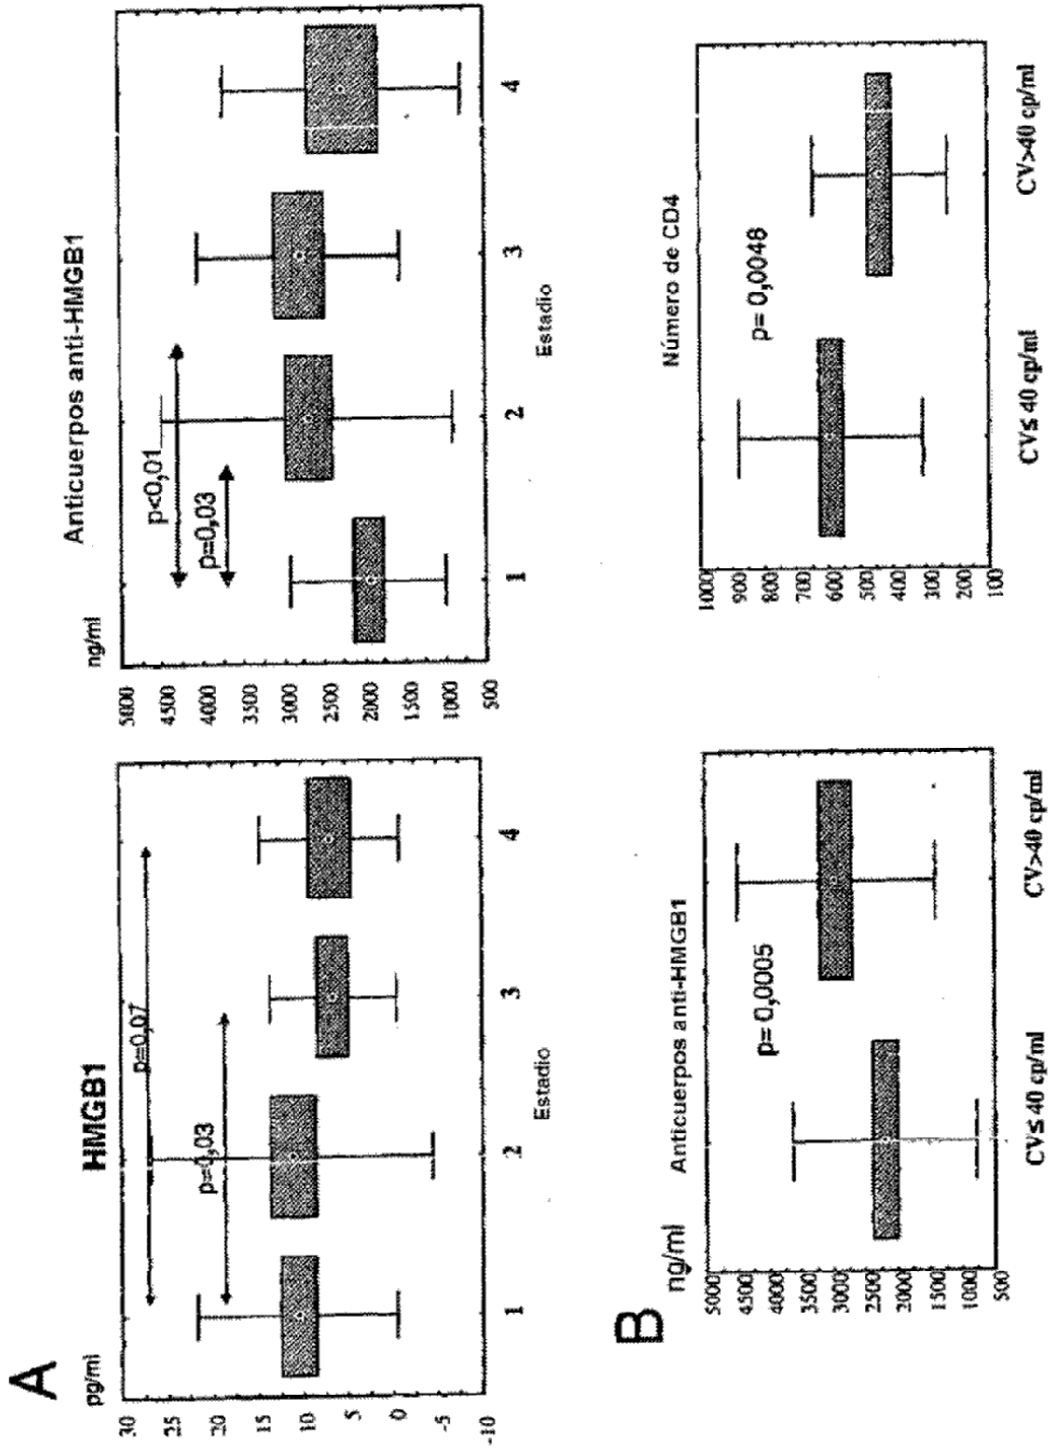 A
HMGB1
pg/ml
30
25
20
15
10
5
0
-5
-10
p=0,07
p=0,03
1
2
3
4
Estadio
Anticuerpos anti-HMGB1
ng/ml
5000
4500
4000
3500
3000
2500
2000
1500
1000
500
p<0,01
p=0,03
1
2
3
4
Estadio
B
ng/ml
Anticuerpos anti-HMGB1
5000
4500
4000
3500
3000
2500
2000
1500
1000
500
p= 0,0005
CV≤ 40 cp/ml
CV>40 cp/ml
Número de CD4
1000
900
800
700
600
500
400
300
200
100
p= 0,0048
CV≤ 40 cp/ml
CV>40 cp/ml